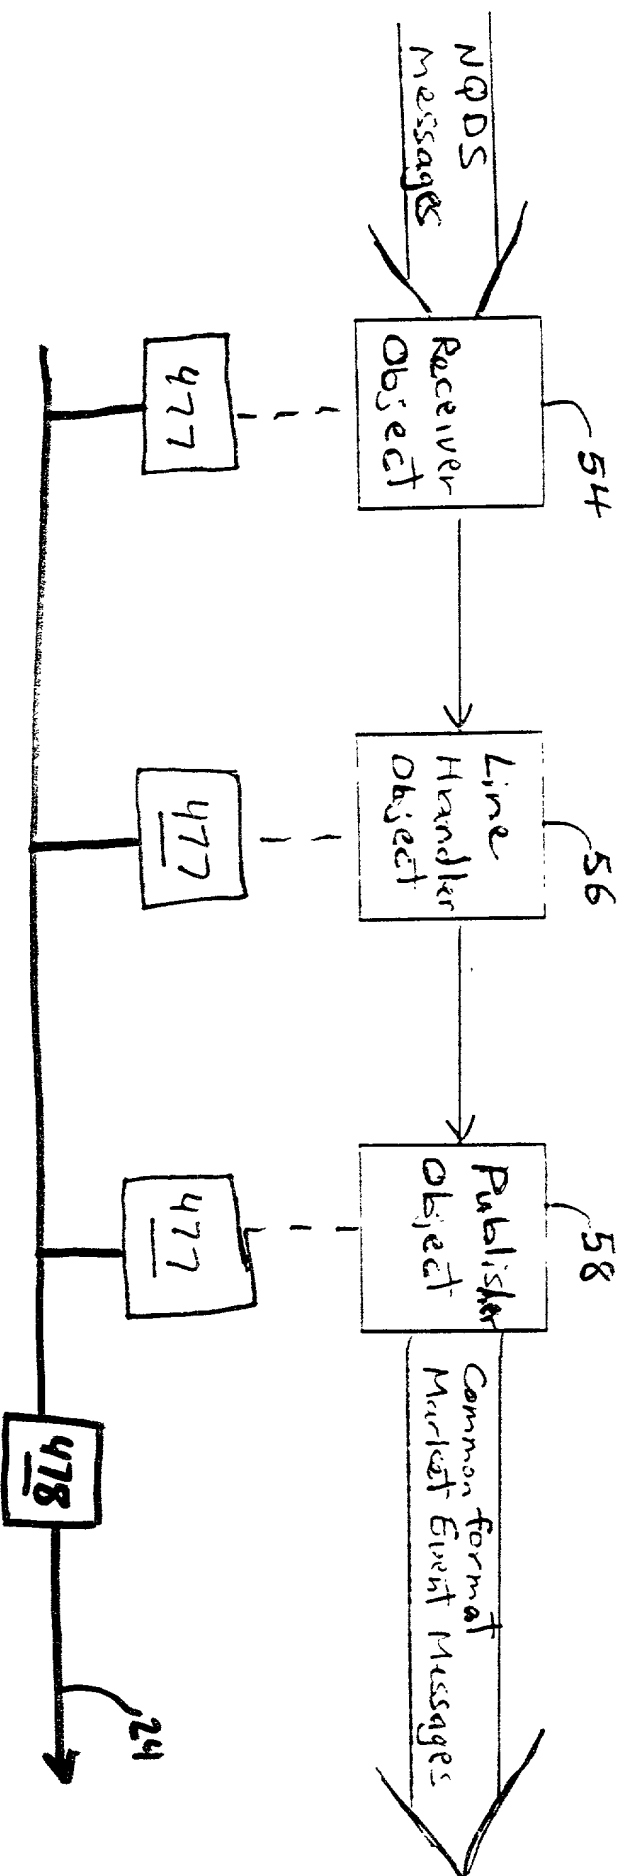 NQDS
Messages
Receiver
Object
54
Line
Handler
Object
56
Publisher
Object
58
Common format
Market Event Messages
477
477
477
478
24